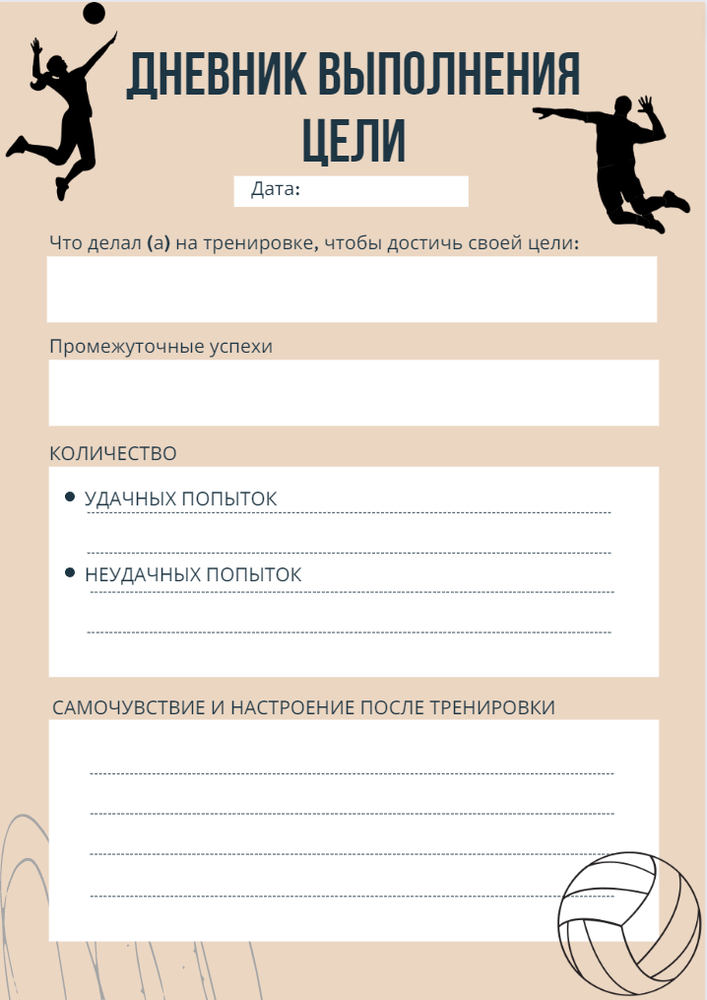 ДНЕВНИК ВЫПОЛНЕНИЯ
ЦЕЛИ
Дата:
Что делал (а) на тренировке, чтобы достичь своей цели:
Промежуточные успехи
КОЛИЧЕСТВО
• УДАЧНЫХ ПОПЫТОК
• НЕУДАЧНЫХ ПОПЫТОК
САМОЧУВСТВИЕ И НАСТРОЕНИЕ ПОСЛЕ ТРЕНИРОВКИ